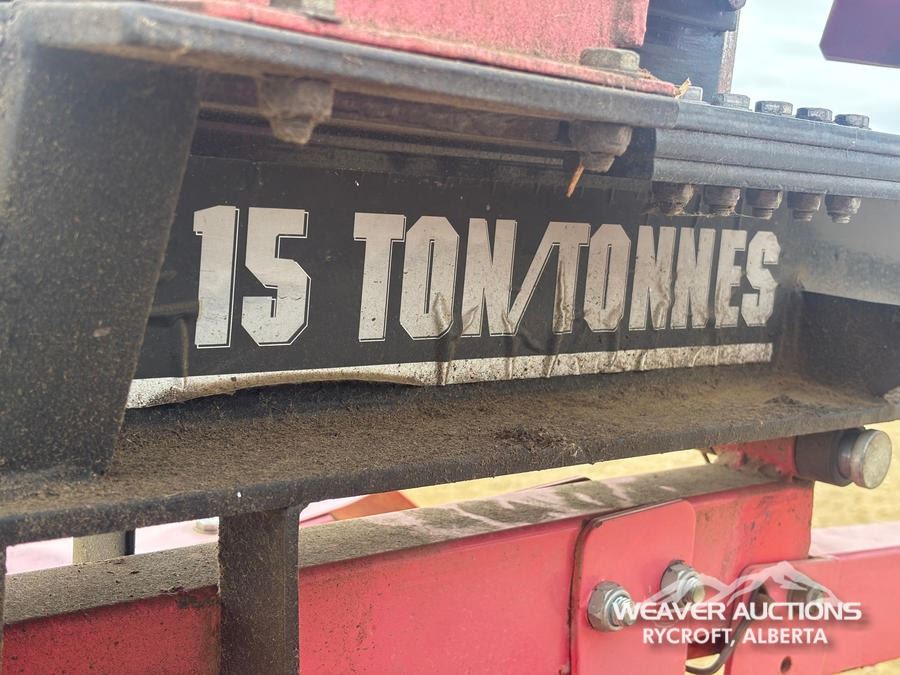 15 TON/TONNES
WEAVER AUCTIONS
RYCROFT, ALBERTA